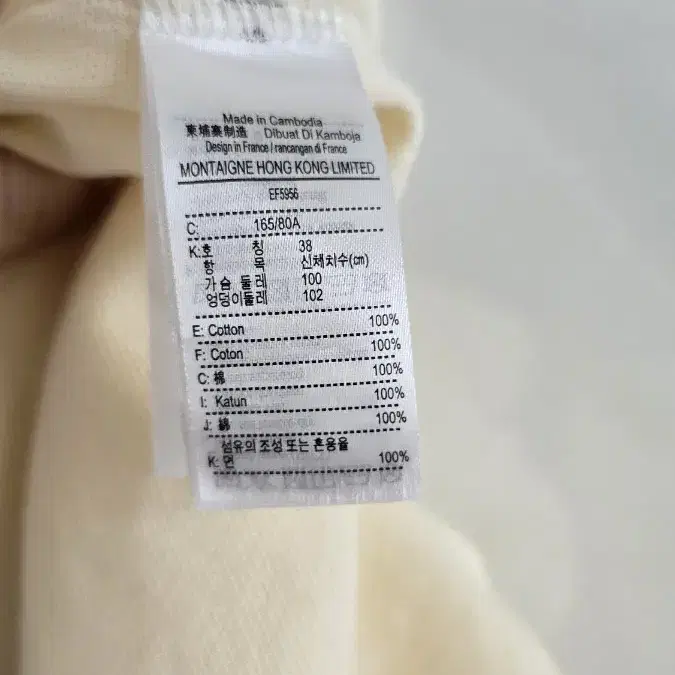 Made in Cambodia
柬埔寨制造 Dibuat Di Kamboja
Design in France / rancangan di France
MONTAIGNE HONG KONG LIMITED
EF5956
C: 165/80A
K:호 칭 38
항 목 신체치수(㎝)
가슴 둘레 100
엉덩이둘레 102
E: Cotton 100%
F: Coton 100%
C: 棉 100%
I: Katun 100%
J: 綿 100%
섬유의 조성 또는 혼용율
K: 면 100%